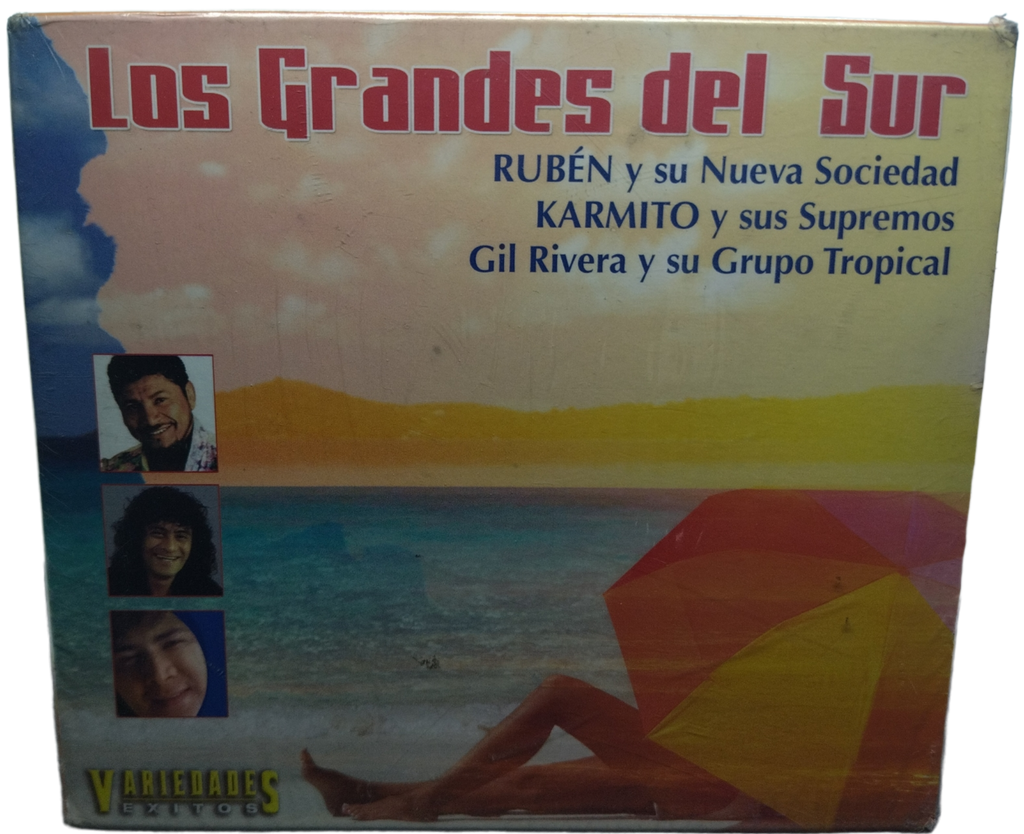 Los Grandes del Sur
RUBÉN y su Nueva Sociedad
KARMITO y sus Supremos
Gil Rivera y su Grupo Tropical
VARIEDADES
EXITOS